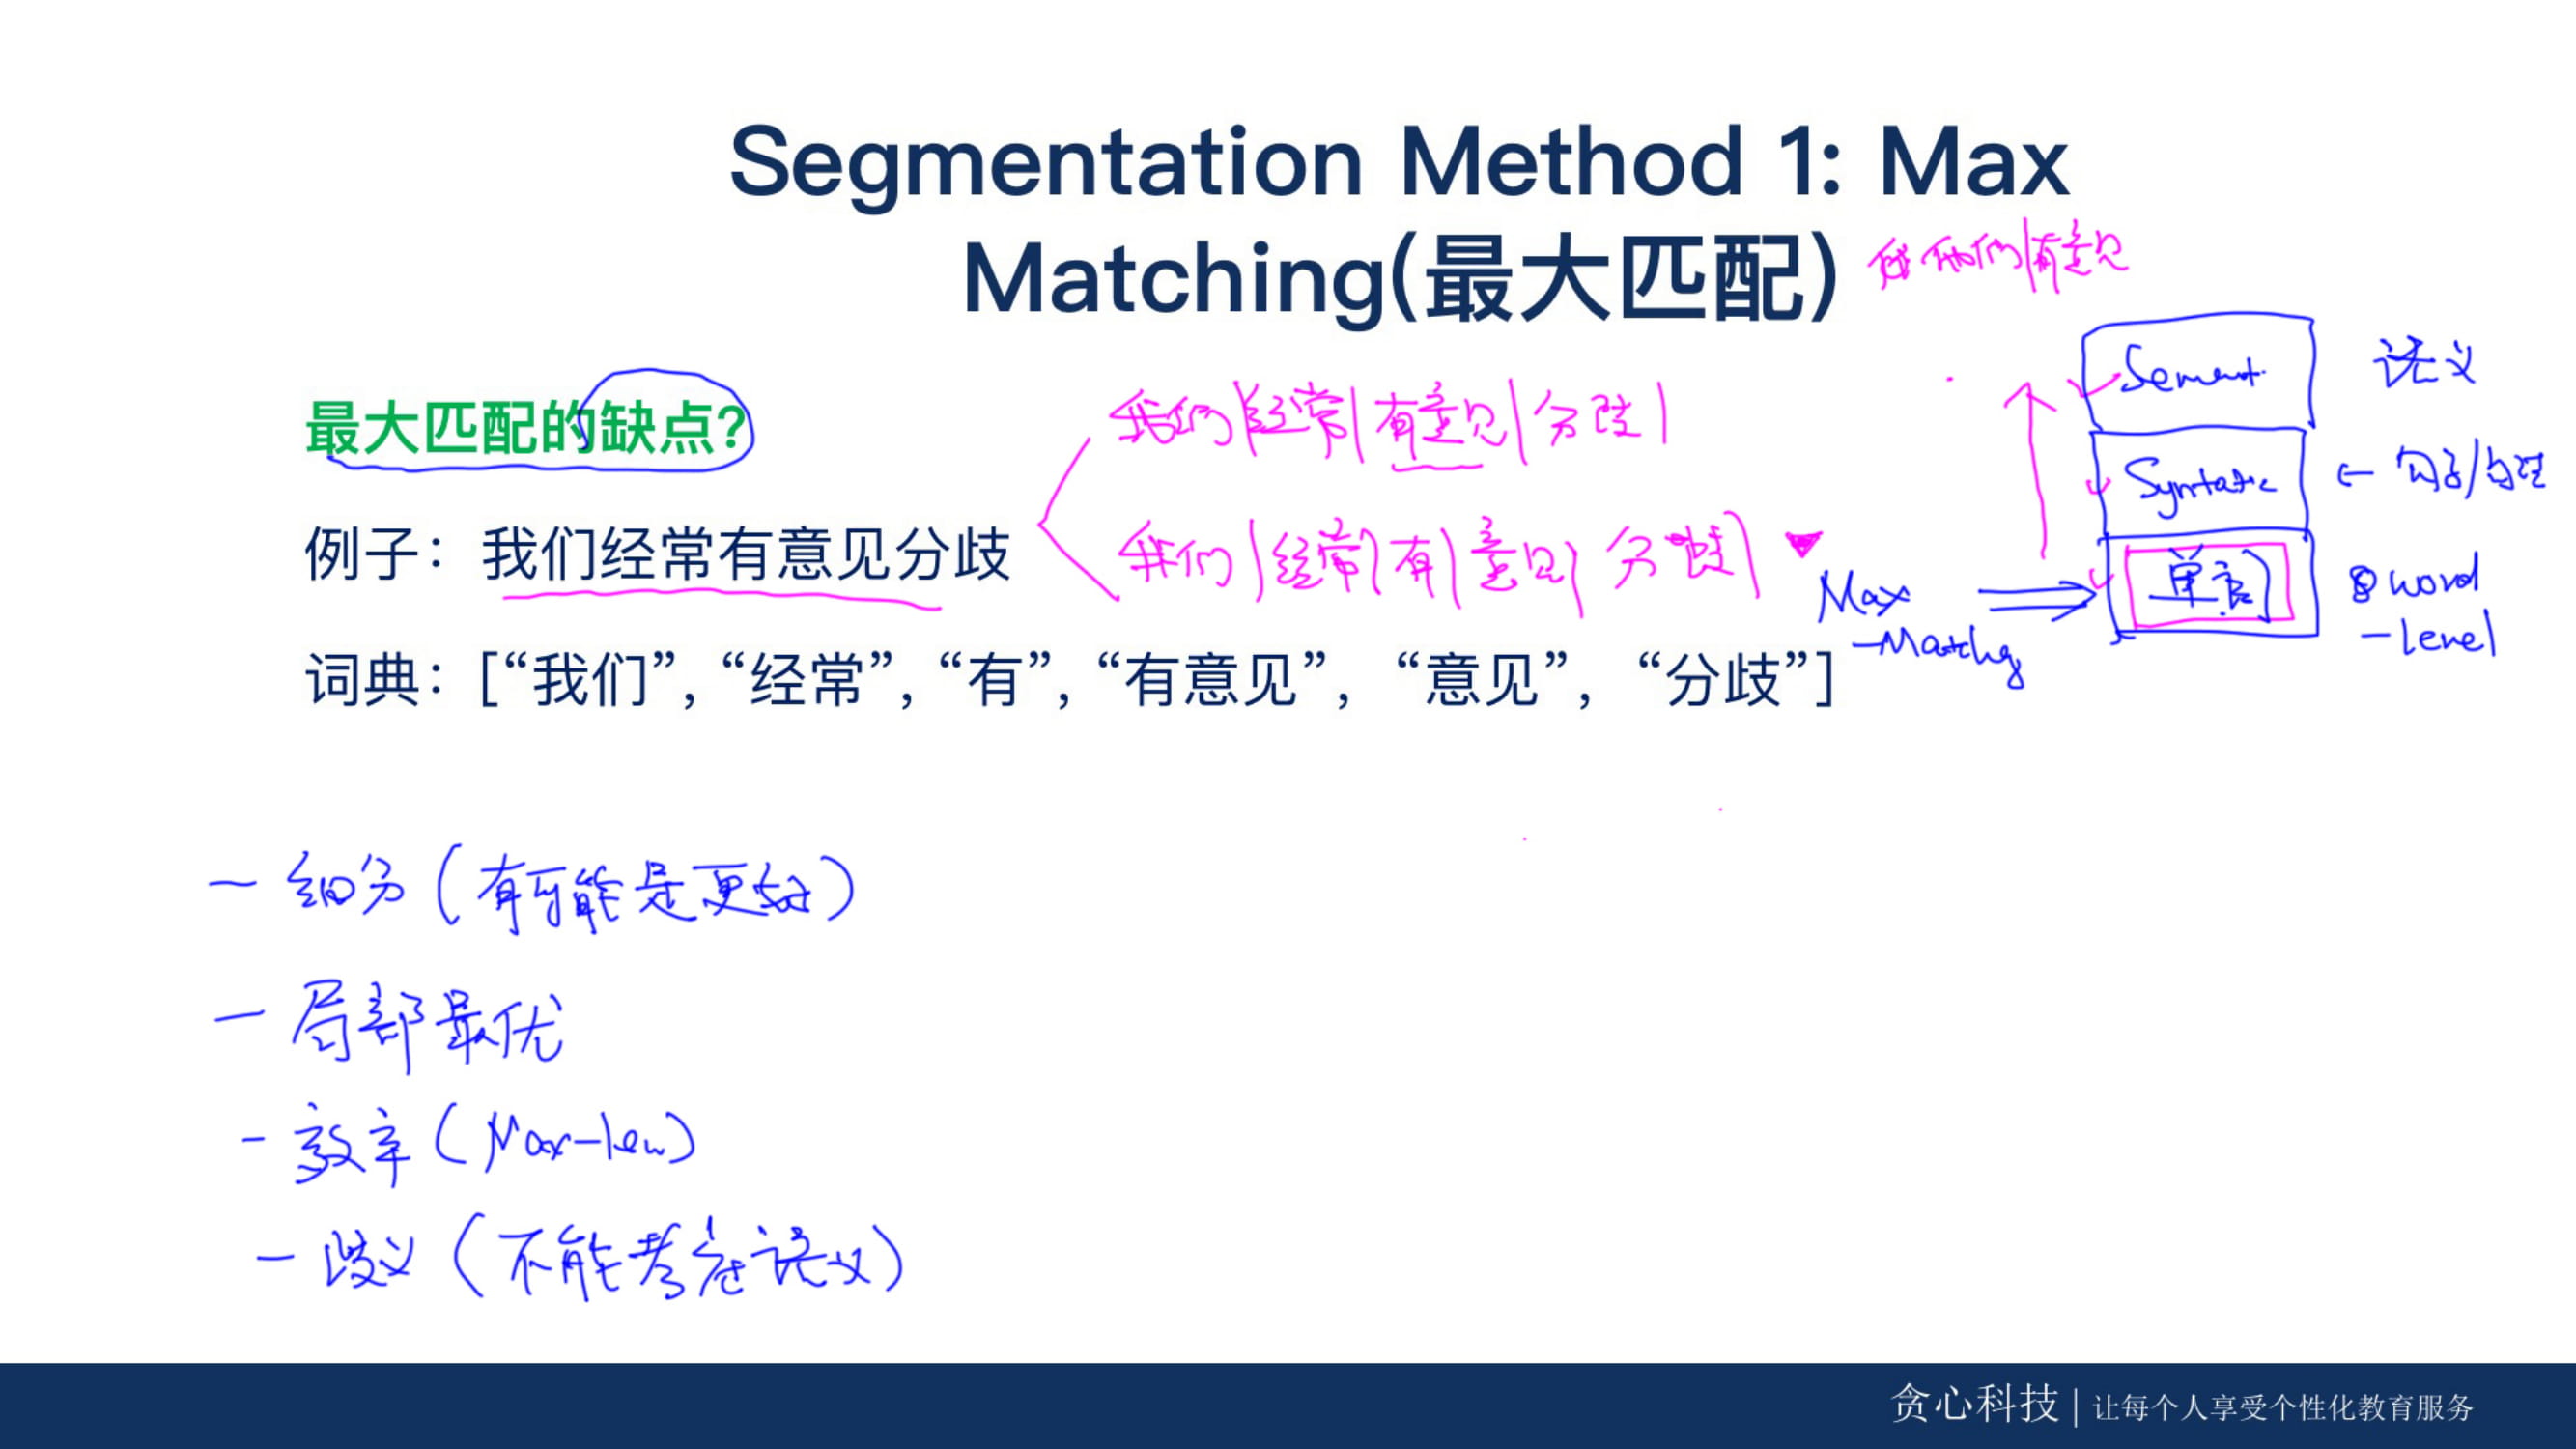 Segmentation Method 1: Max
Matching(最大匹配)
我们|有意见
最大匹配的缺点?
我们|经常|有意见|分歧|
例子：我们经常有意见分歧
我们|经常|有|意见|分歧|
词典：[“我们”, “经常”, “有”, “有意见”, “意见”, “分歧”]
Semant.
语义
Syntatic
← 句子/
单词
word
-level
Max
-Matchg
- 细分 (有可能是更好)
- 局部最优
- 效率 (Max-len)
- 歧义 (不能考虑语义)
贪心科技 | 让每个人享受个性化教育服务